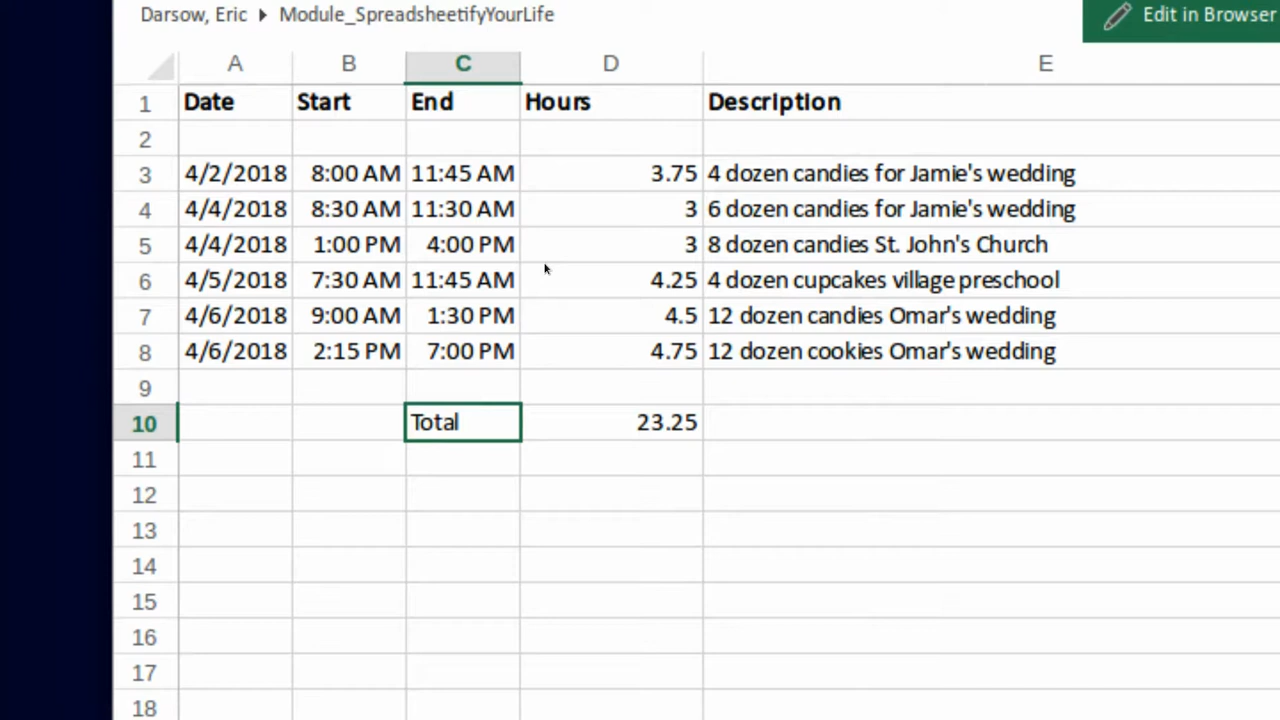 Darsow, Eric ▸ Module_SpreadsheetifyYourLife
Edit in Browser
A B C D E
1 Date Start End Hours Description
2
3 4/2/2018 8:00 AM 11:45 AM 3.75 4 dozen candies for Jamie's wedding
4 4/4/2018 8:30 AM 11:30 AM 3 6 dozen candies for Jamie's wedding
5 4/4/2018 1:00 PM 4:00 PM 3 8 dozen candies St. John's Church
6 4/5/2018 7:30 AM 11:45 AM 4.25 4 dozen cupcakes village preschool
7 4/6/2018 9:00 AM 1:30 PM 4.5 12 dozen candies Omar's wedding
8 4/6/2018 2:15 PM 7:00 PM 4.75 12 dozen cookies Omar's wedding
9
10 Total 23.25
11
12
13
14
15
16
17
18